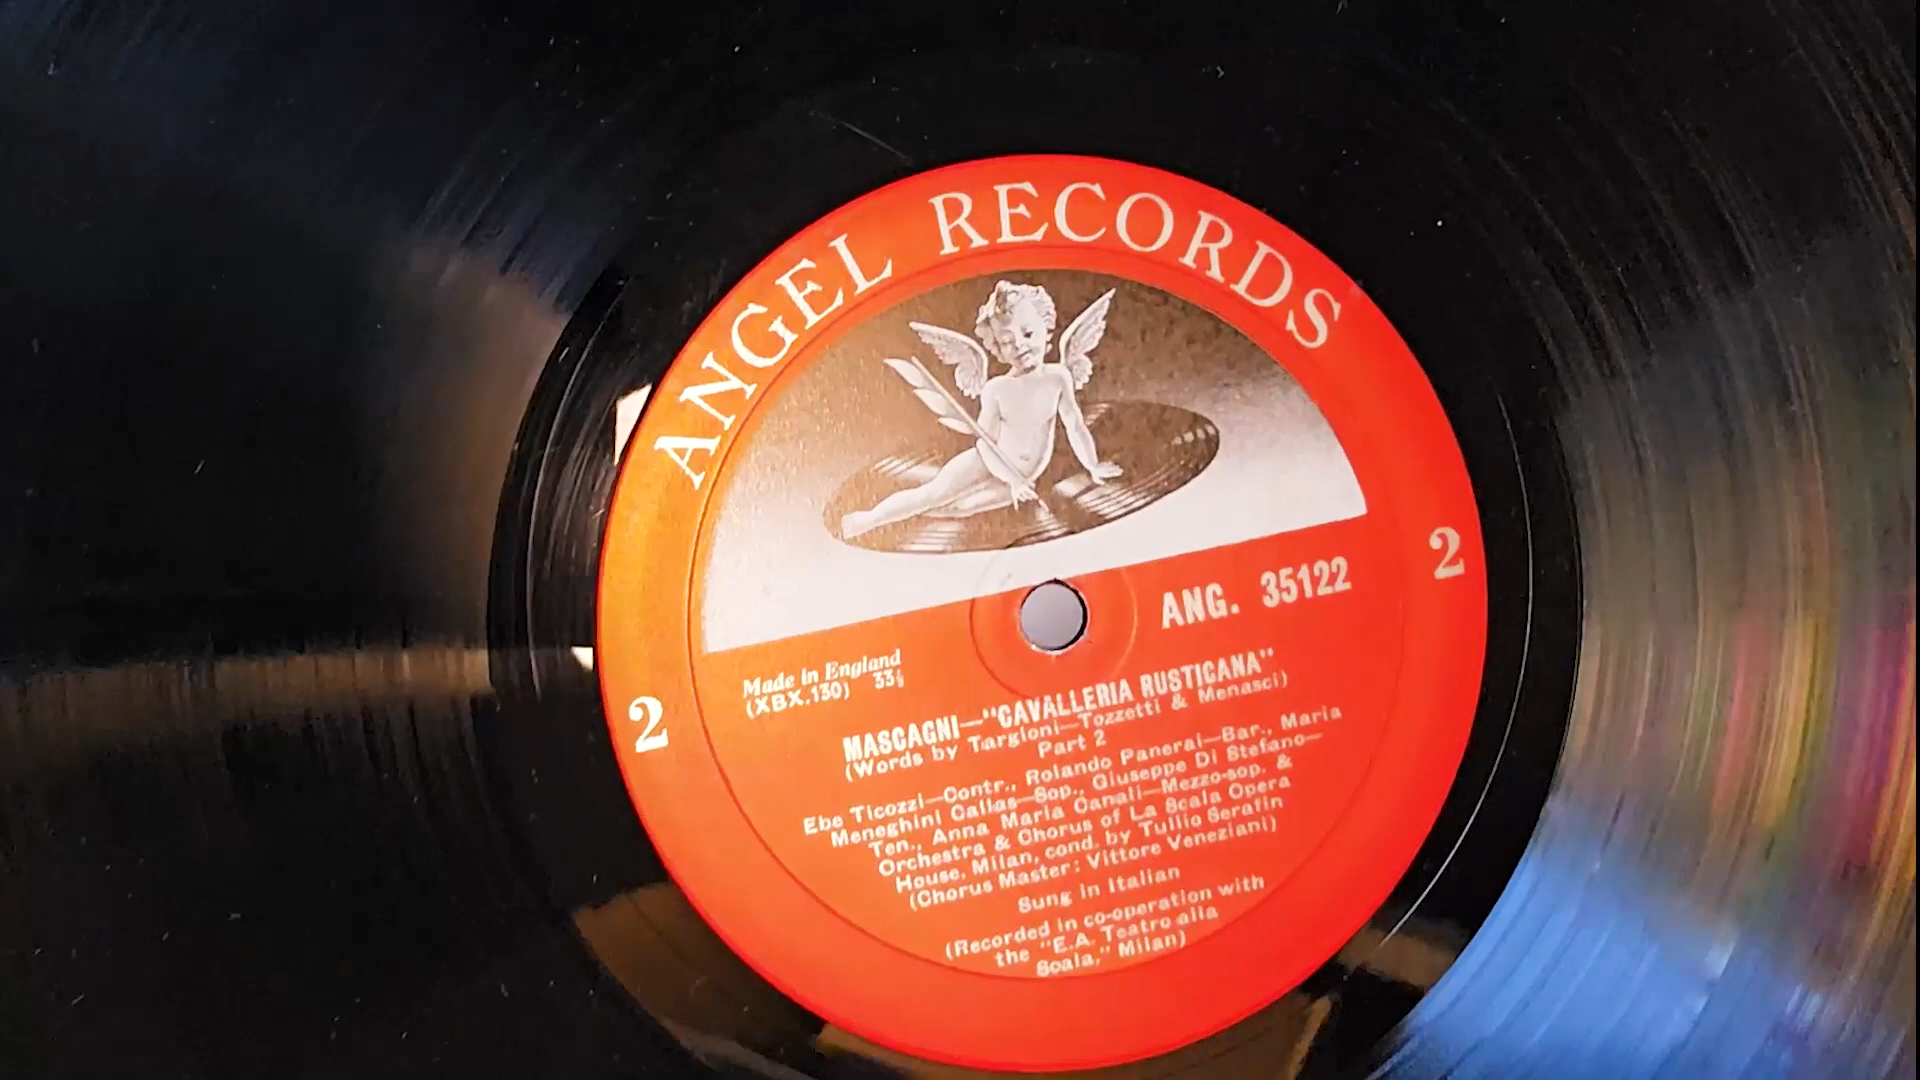 ANGEL RECORDS
2
2
ANG. 35122
Made in England
(XBX.130) 33⅓
MASCAGNI—"CAVALLERIA RUSTICANA"
(Words by Targioni—Tozzetti & Menasci)
Part 2
Ebe Ticozzi—Contr., Rolando Panerai—Bar., Maria
Meneghini Callas—Sop., Giuseppe Di Stefano—
Ten., Anna Maria Canali—Mezzo-sop. &
Orchestra & Chorus of La Scala Opera
House, Milan, cond. by Tullio Serafin
(Chorus Master: Vittore Veneziani)
Sung in Italian
(Recorded in co-operation with
the "E.A. Teatro alla
Scala," Milan)